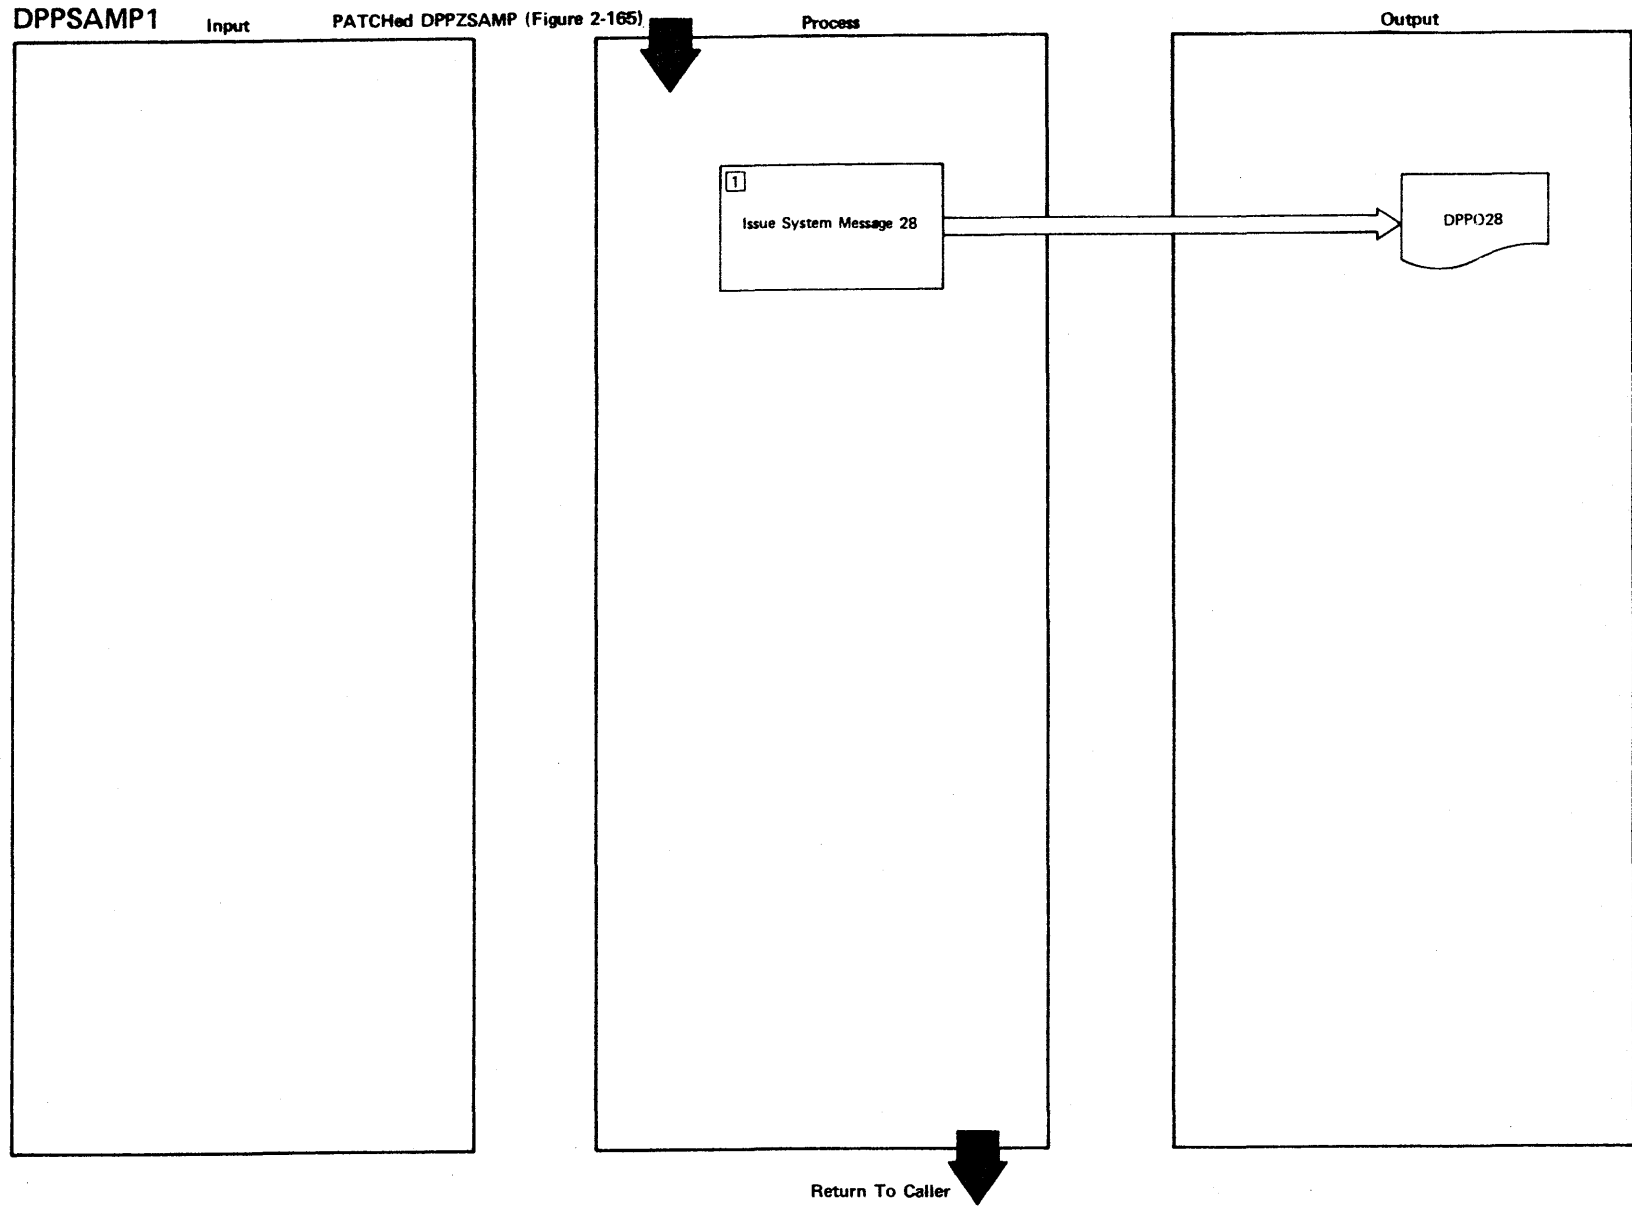 DPPSAMP1
Input
PATCHed DPPZSAMP (Figure 2-165)
Process
Output
1
Issue System Message 28
DPPO28
Return To Caller